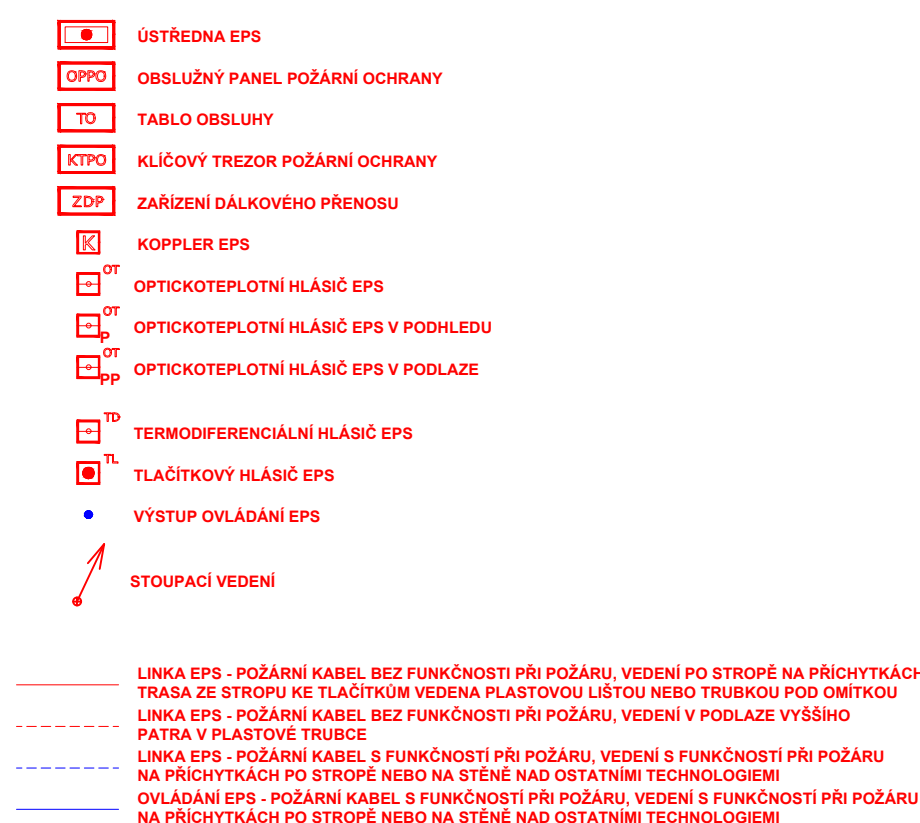 ÚSTŘEDNA EPS
OPPO OBSLUŽNÝ PANEL POŽÁRNÍ OCHRANY
TO TABLO OBSLUHY
KTPO KLÍČOVÝ TREZOR POŽÁRNÍ OCHRANY
ZDP ZAŘÍZENÍ DÁLKOVÉHO PŘENOSU
K KOPPLER EPS
OT OPTICKOTEPLOTNÍ HLÁSIČ EPS
OT P OPTICKOTEPLOTNÍ HLÁSIČ EPS V PODHLEDU
OT PP OPTICKOTEPLOTNÍ HLÁSIČ EPS V PODLAZE
TD TERMODIFERENCIÁLNÍ HLÁSIČ EPS
TL TLAČÍTKOVÝ HLÁSIČ EPS
VÝSTUP OVLÁDÁNÍ EPS
STOUPACÍ VEDENÍ
LINKA EPS - POŽÁRNÍ KABEL BEZ FUNKČNOSTI PŘI POŽÁRU, VEDENÍ PO STROPĚ NA PŘÍCHYTKÁCH
TRASA ZE STROPU KE TLAČÍTKŮM VEDENA PLASTOVOU LIŠTOU NEBO TRUBKOU POD OMÍTKOU
LINKA EPS - POŽÁRNÍ KABEL BEZ FUNKČNOSTI PŘI POŽÁRU, VEDENÍ V PODLAZE VYŠŠÍHO
PATRA V PLASTOVÉ TRUBCE
LINKA EPS - POŽÁRNÍ KABEL S FUNKČNOSTÍ PŘI POŽÁRU, VEDENÍ S FUNKČNOSTÍ PŘI POŽÁRU
NA PŘÍCHYTKÁCH PO STROPĚ NEBO NA STĚNĚ NAD OSTATNÍMI TECHNOLOGIEMI
OVLÁDÁNÍ EPS - POŽÁRNÍ KABEL S FUNKČNOSTÍ PŘI POŽÁRU, VEDENÍ S FUNKČNOSTÍ PŘI POŽÁRU
NA PŘÍCHYTKÁCH PO STROPĚ NEBO NA STĚNĚ NAD OSTATNÍMI TECHNOLOGIEMI